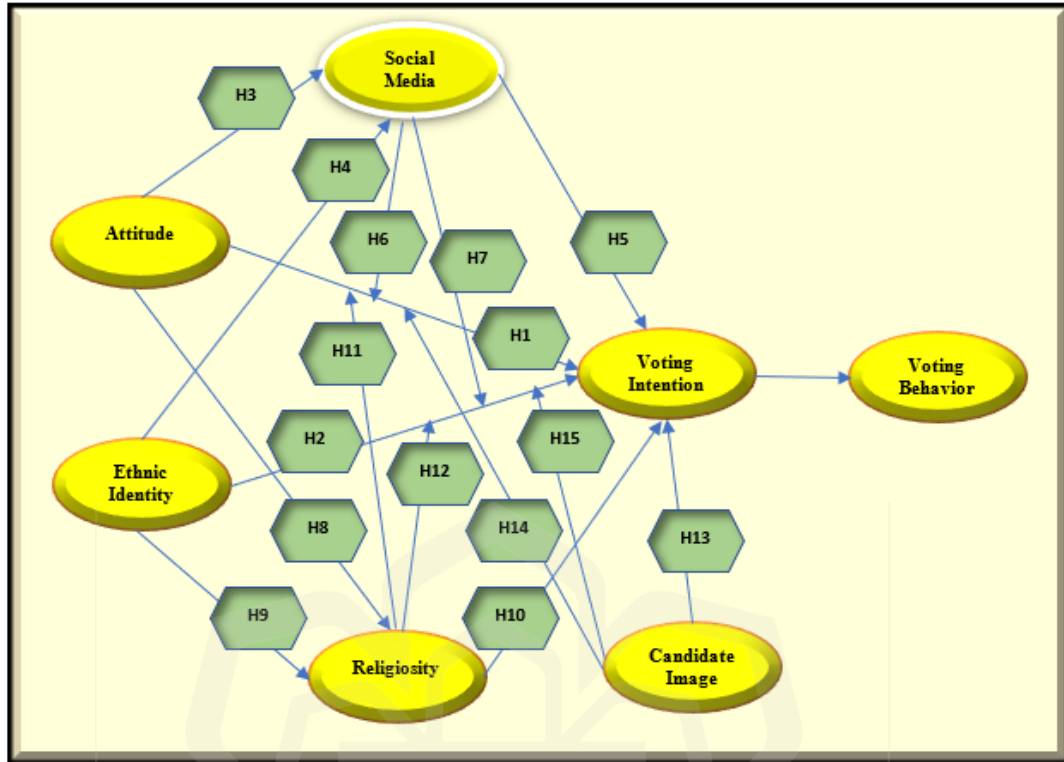 Social
Media
H3
H4
Attitude
H6
H7
H5
H11
H1
Voting
Intention
Voting
Behavior
H2
H15
H12
Ethnic
Identity
H8
H14
H13
H9
H10
Religiosity
Candidate
Image